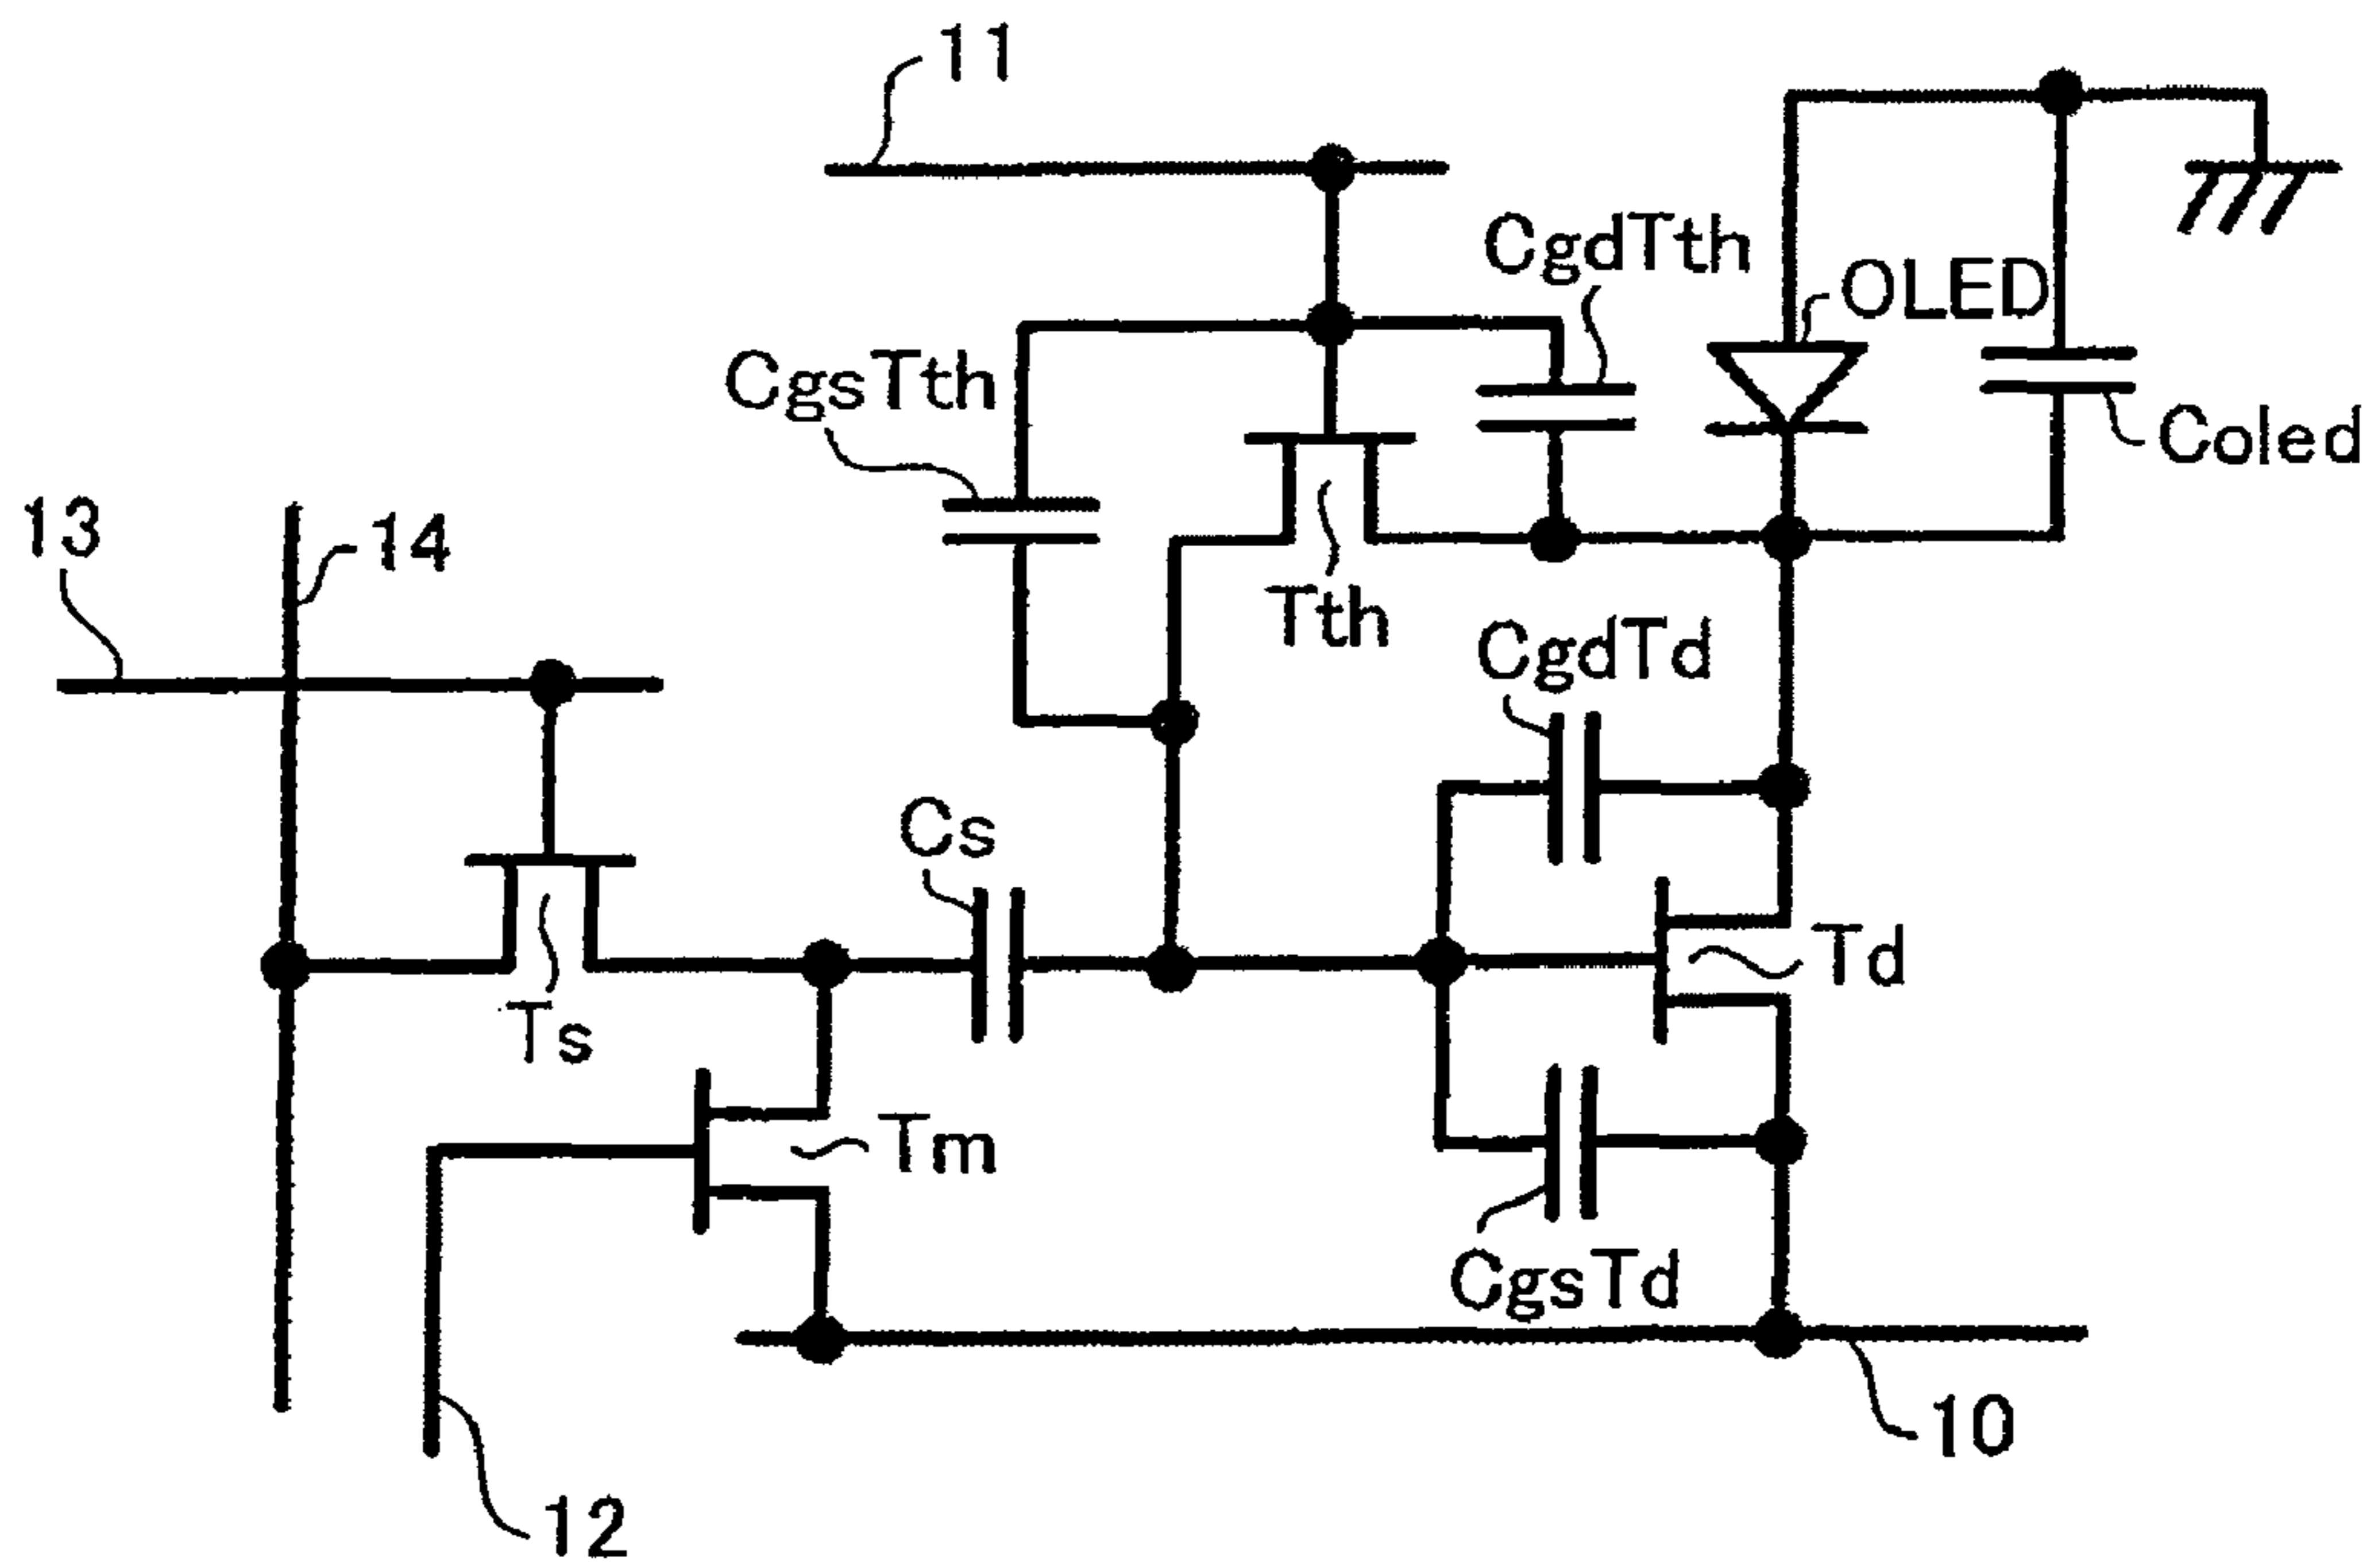 11
CgdTth
OLED
CgsTth
Coled
13
14
Tth
CgdTd
Cs
Td
Ts
Tm
CgsTd
10
12